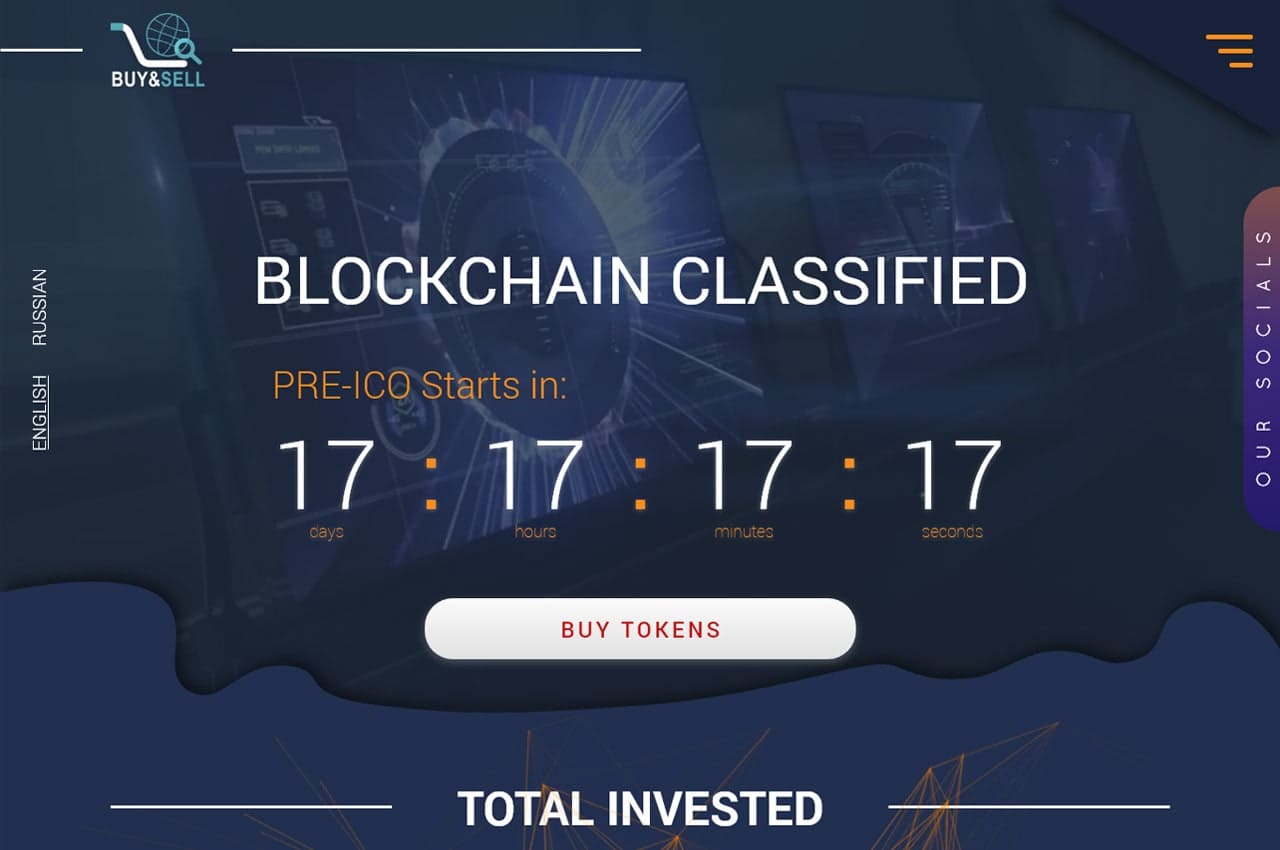 BUY&SELL
RUSSIAN
ENGLISH
OUR SOCIALS
BLOCKCHAIN CLASSIFIED
PRE-ICO Starts in:
17 : 17 : 17 : 17
days hours minutes seconds
BUY TOKENS
TOTAL INVESTED